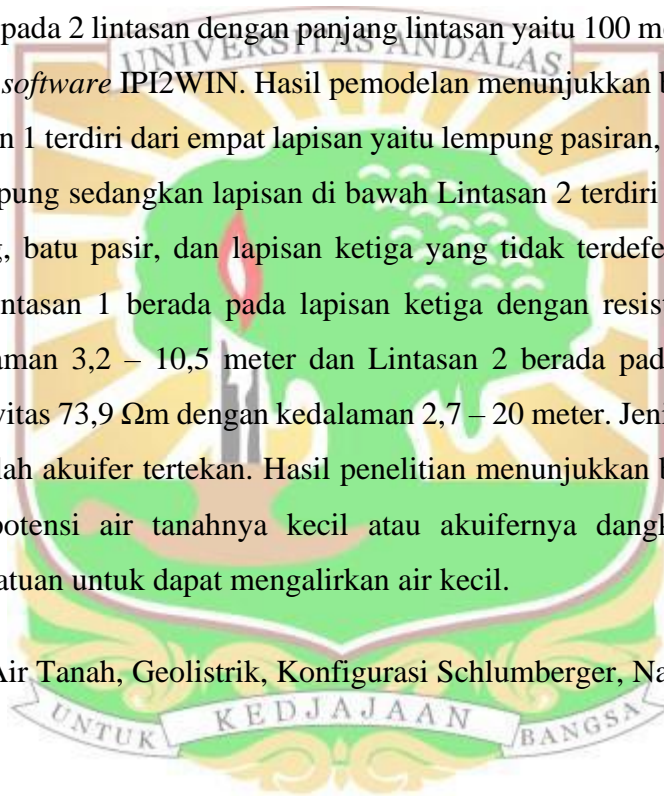 pada 2 lintasan dengan panjang lintasan yaitu 100 me
UNIVERSITAS ANDALAS
software IPI2WIN. Hasil pemodelan menunjukkan b
n 1 terdiri dari empat lapisan yaitu lempung pasiran,
pung sedangkan lapisan di bawah Lintasan 2 terdiri
, batu pasir, dan lapisan ketiga yang tidak terdefe
ntasan 1 berada pada lapisan ketiga dengan resis
aman 3,2 – 10,5 meter dan Lintasan 2 berada pad
vitas 73,9 Ωm dengan kedalaman 2,7 – 20 meter. Jeni
lah akuifer tertekan. Hasil penelitian menunjukkan b
potensi air tanahnya kecil atau akuifernya dangk
atuan untuk dapat mengalirkan air kecil.
Air Tanah, Geolistrik, Konfigurasi Schlumberger, Na
UNTUK KEDJAJAAN BANGSA